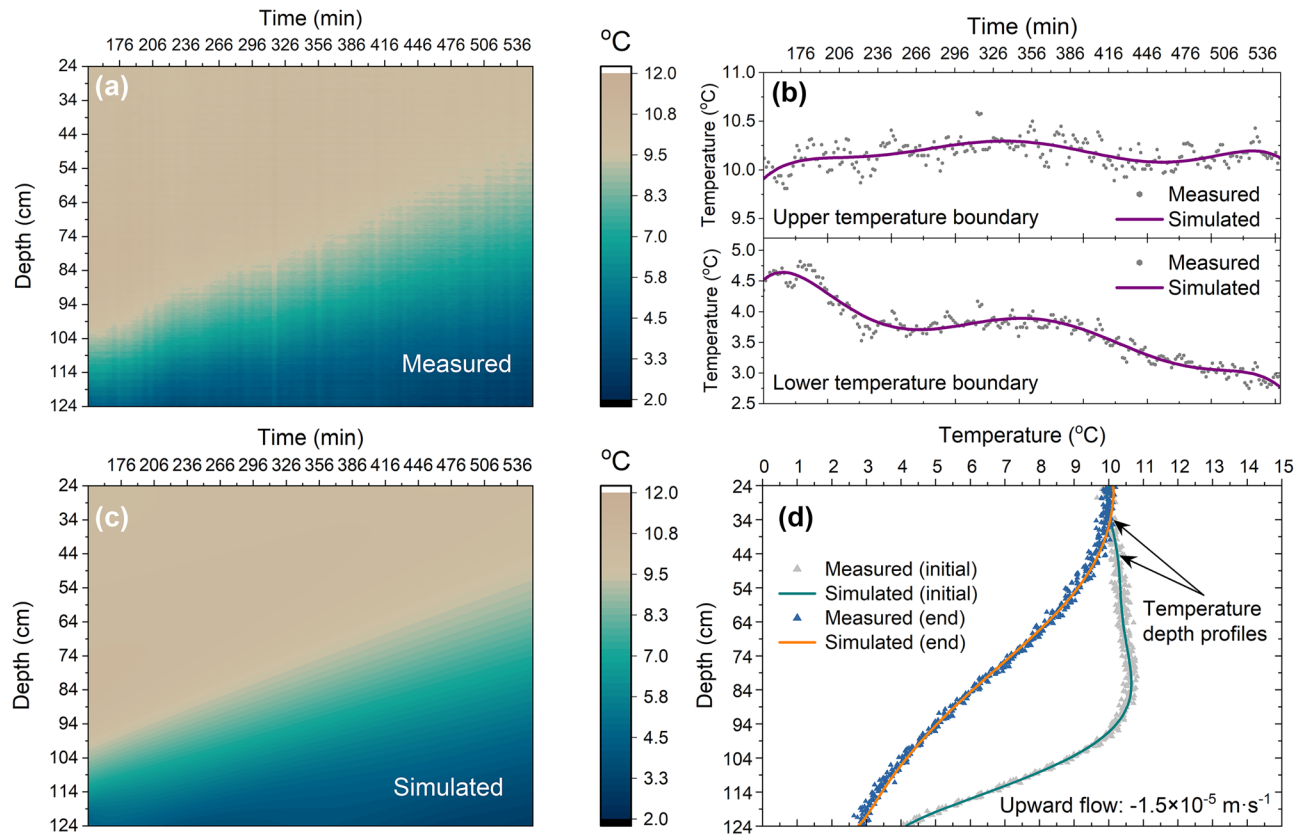 Time (min)
176 206 236 266 296 326 356 386 416 446 476 506 536
Depth (cm)
24
34
44
54
64
74
84
94
104
114
124
(a)
Measured
°C
12.0
10.8
9.5
8.3
7.0
5.8
4.5
3.3
2.0
Time (min)
176 206 236 266 296 326 356 386 416 446 476 506 536
Temperature (°C)
11.0
10.5
10.0
9.5
(b)
Measured
Simulated
Upper temperature boundary
Temperature (°C)
5.0
4.5
4.0
3.5
3.0
2.5
Measured
Simulated
Lower temperature boundary
Time (min)
176 206 236 266 296 326 356 386 416 446 476 506 536
Depth (cm)
24
34
44
54
64
74
84
94
104
114
124
(c)
Simulated
°C
12.0
10.8
9.5
8.3
7.0
5.8
4.5
3.3
2.0
Temperature (°C)
0 1 2 3 4 5 6 7 8 9 10 11 12 13 14 15
Depth (cm)
24
34
44
54
64
74
84
94
104
114
124
(d)
Measured (initial)
Simulated (initial)
Measured (end)
Simulated (end)
Temperature
depth profiles
Upward flow: -1.5×10⁻⁵ m·s⁻¹